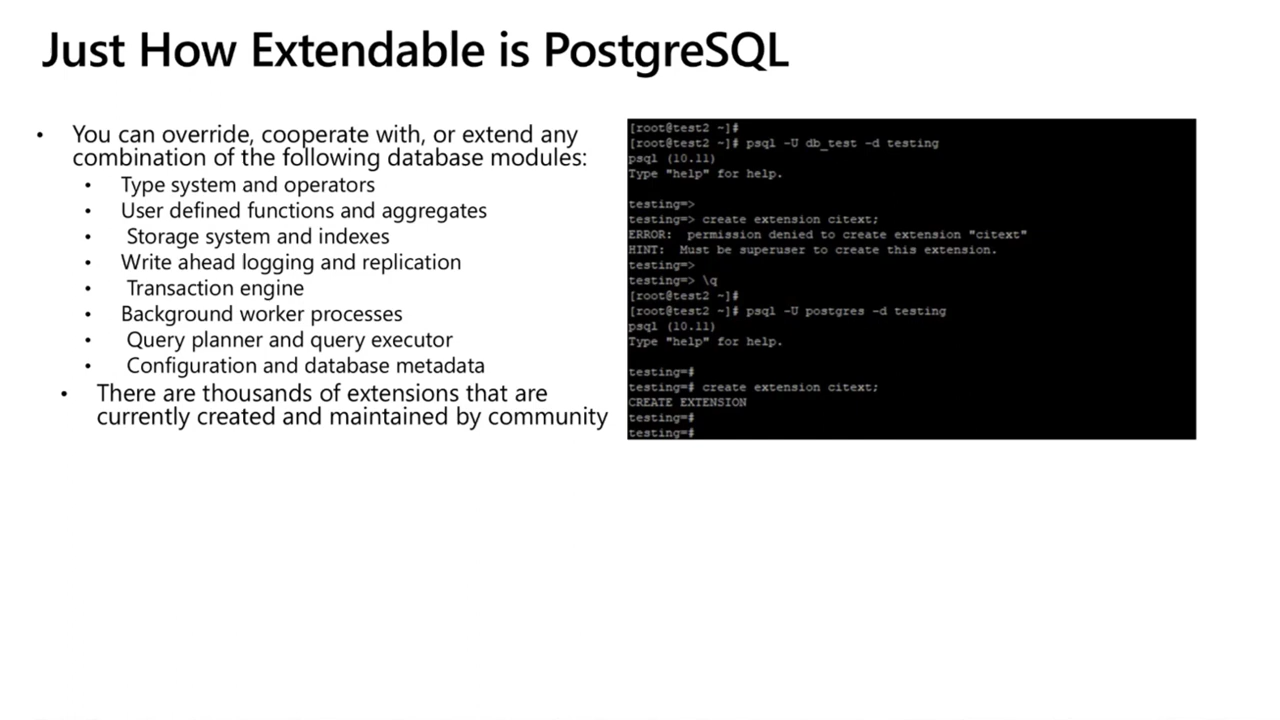 Just How Extendable is PostgreSQL
• You can override, cooperate with, or extend any
combination of the following database modules:
• Type system and operators
• User defined functions and aggregates
• Storage system and indexes
• Write ahead logging and replication
• Transaction engine
• Background worker processes
• Query planner and query executor
• Configuration and database metadata
• There are thousands of extensions that are
currently created and maintained by community
[root@test2 ~]#
[root@test2 ~]# psql -U db_test -d testing
psql (10.11)
Type "help" for help.
testing=>
testing=> create extension citext;
ERROR:  permission denied to create extension "citext"
HINT:  Must be superuser to create this extension.
testing=>
testing=> \q
[root@test2 ~]#
[root@test2 ~]# psql -U postgres -d testing
psql (10.11)
Type "help" for help.
testing=#
testing=# create extension citext;
CREATE EXTENSION
testing=#
testing=#